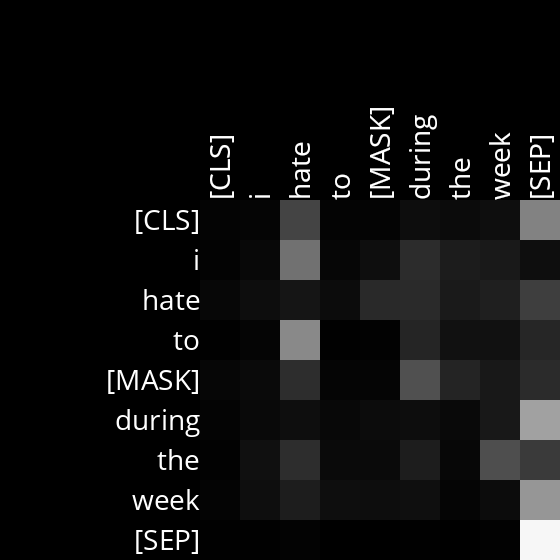 [CLS] i hate to [MASK] during the week [SEP]
[CLS]
i
hate
to
[MASK]
during
the
week
[SEP]